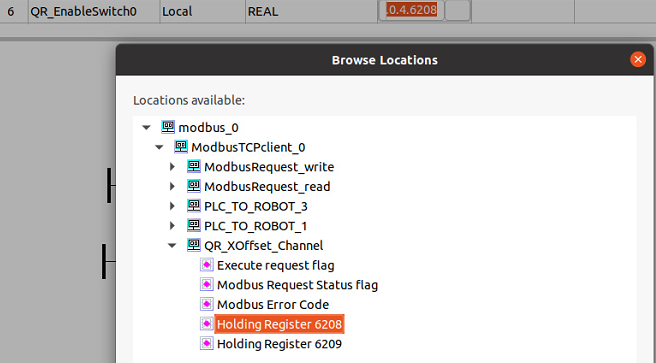 6 QR_EnableSwitch0 Local REAL .0.4.6208
Browse Locations
Locations available:
modbus_0
ModbusTCPclient_0
ModbusRequest_write
ModbusRequest_read
PLC_TO_ROBOT_3
PLC_TO_ROBOT_1
QR_XOffset_Channel
Execute request flag
Modbus Request Status flag
Modbus Error Code
Holding Register 6208
Holding Register 6209